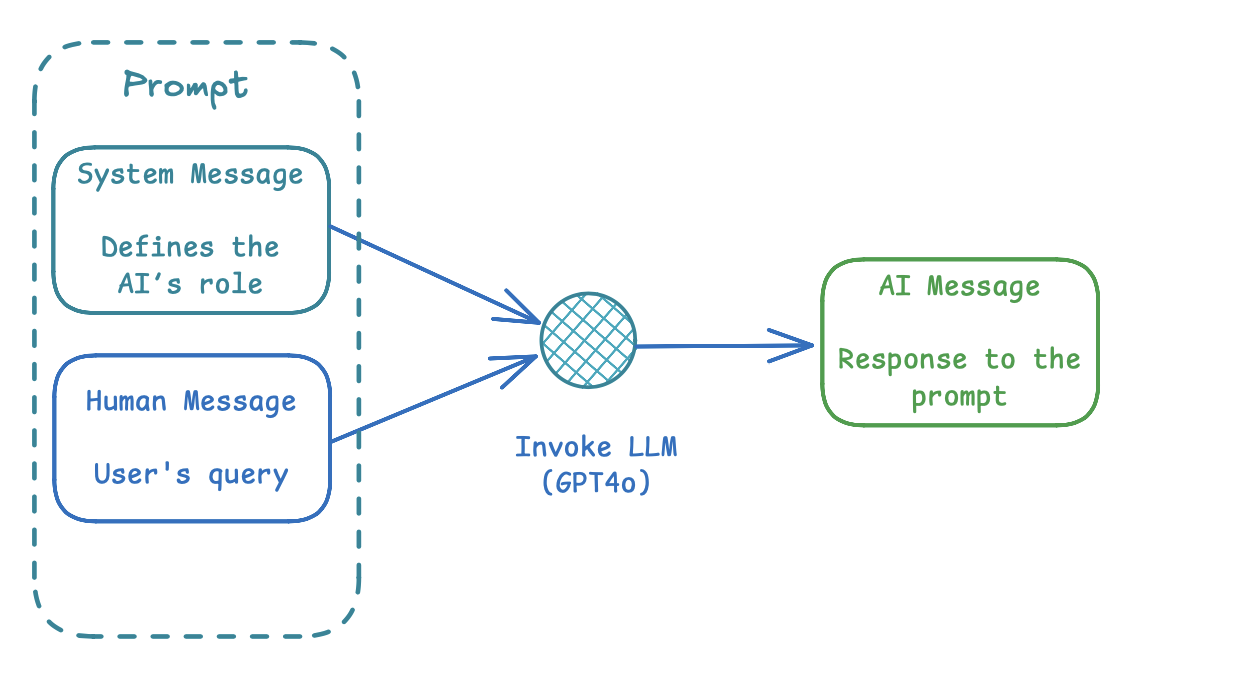 Prompt
System Message
Defines the
AI’s role
Human Message
User's query
Invoke LLM
(GPT4o)
AI Message
Response to the
prompt